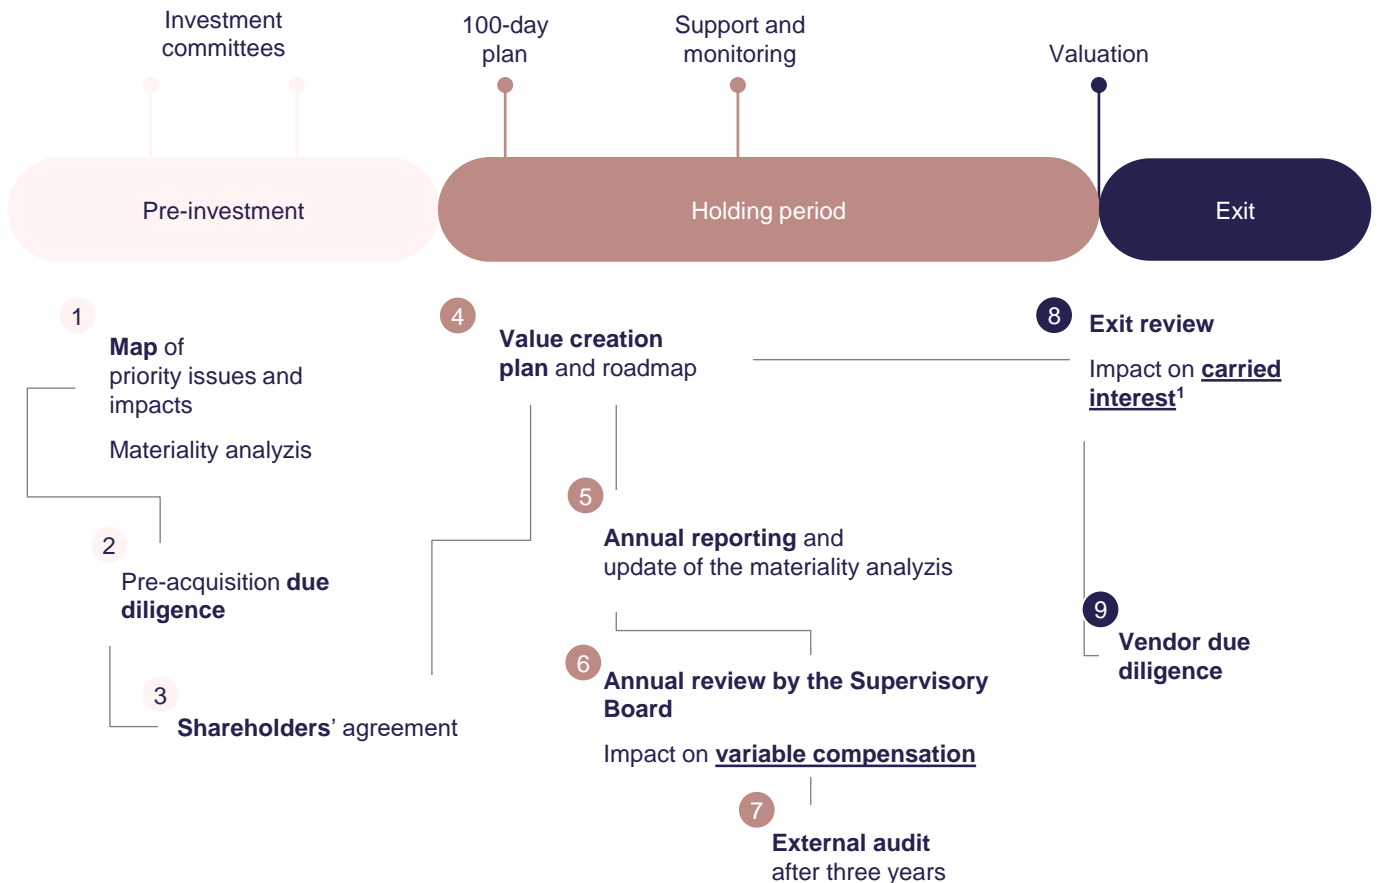 Investment
committees
100-day
plan
Support and
monitoring
Valuation
Pre-investment
Holding period
Exit
1
Map of
priority issues and
impacts
Materiality analyzis
2
Pre-acquisition due
diligence
3
Shareholders’ agreement
4
Value creation
plan and roadmap
5
Annual reporting and
update of the materiality analyzis
6
Annual review by the Supervisory
Board
Impact on variable compensation
7
External audit
after three years
8
Exit review
Impact on carried
interest¹
9
Vendor due
diligence